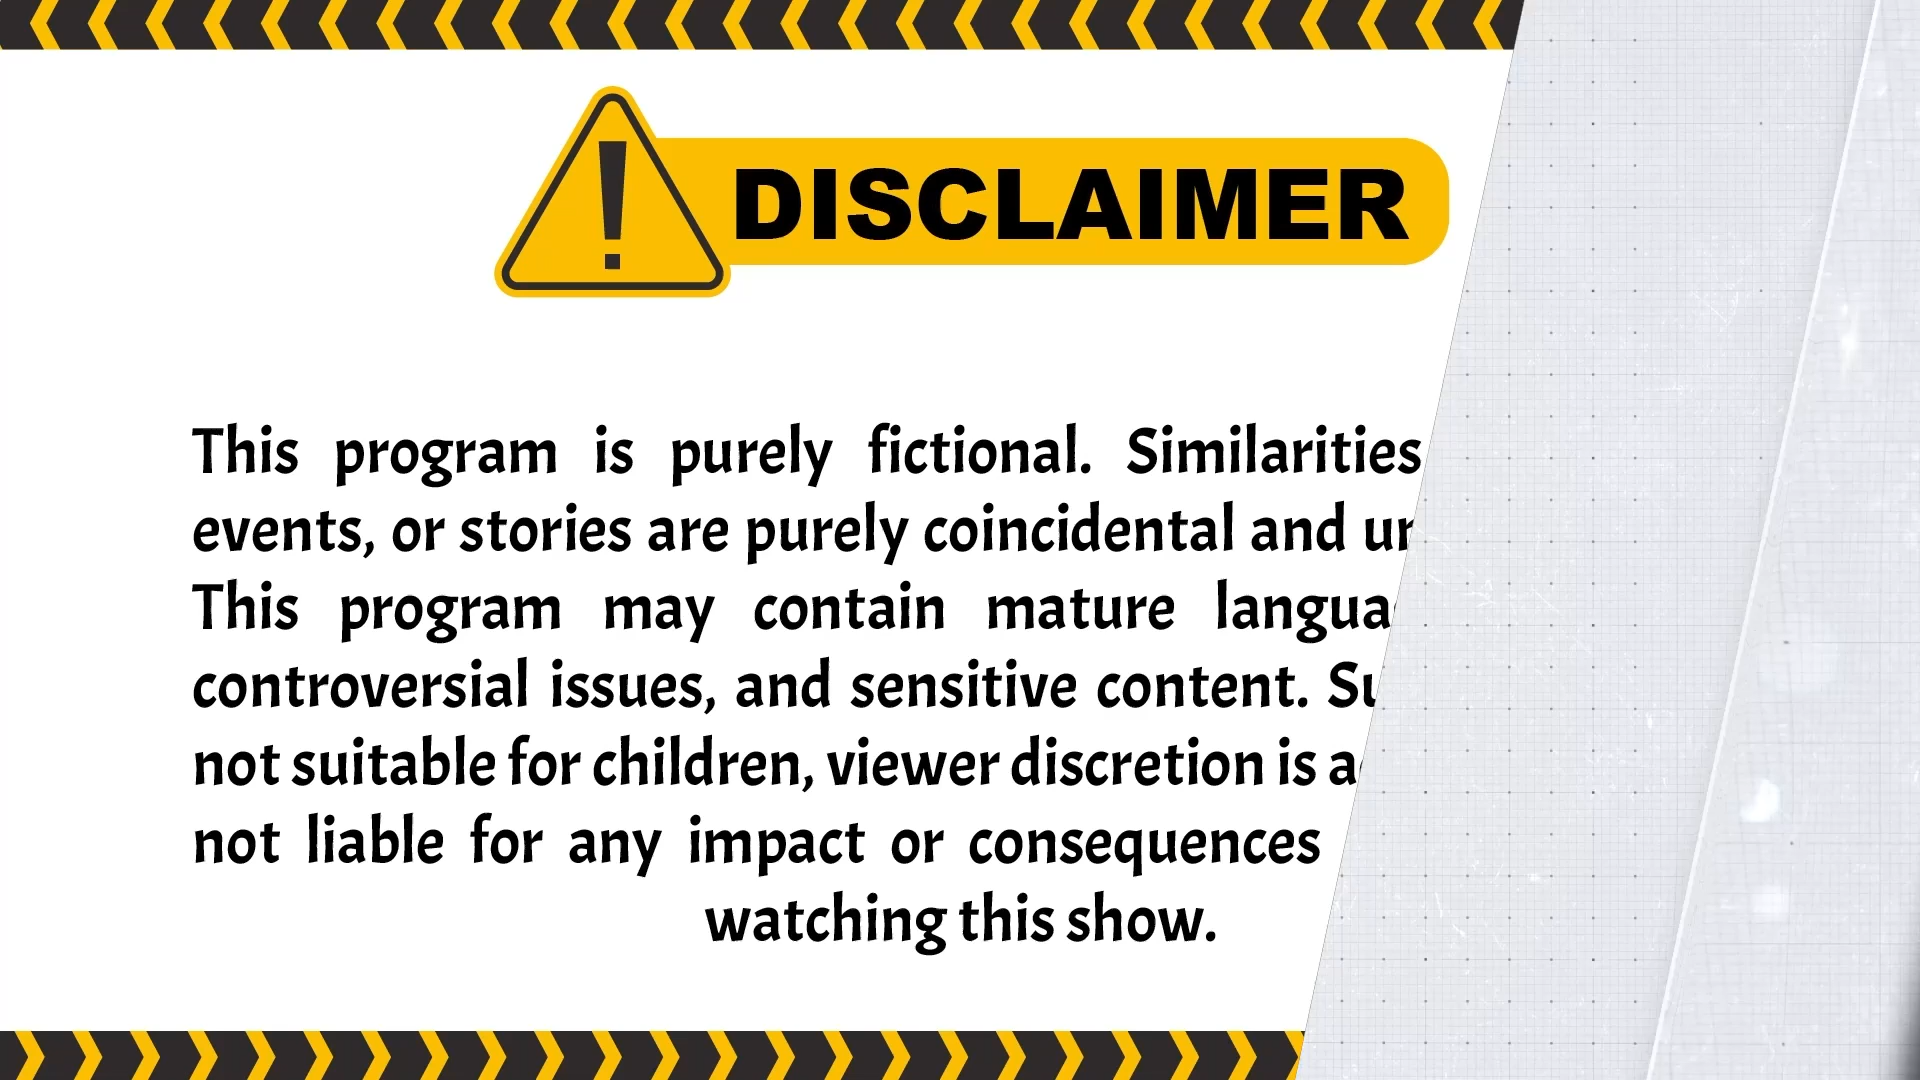 DISCLAIMER
This program is purely fictional. Similarities
events, or stories are purely coincidental and
This program may contain mature
controversial issues, and sensitive content.
not suitable for children, viewer discretion is
not liable for any impact or consequences
watching this show.